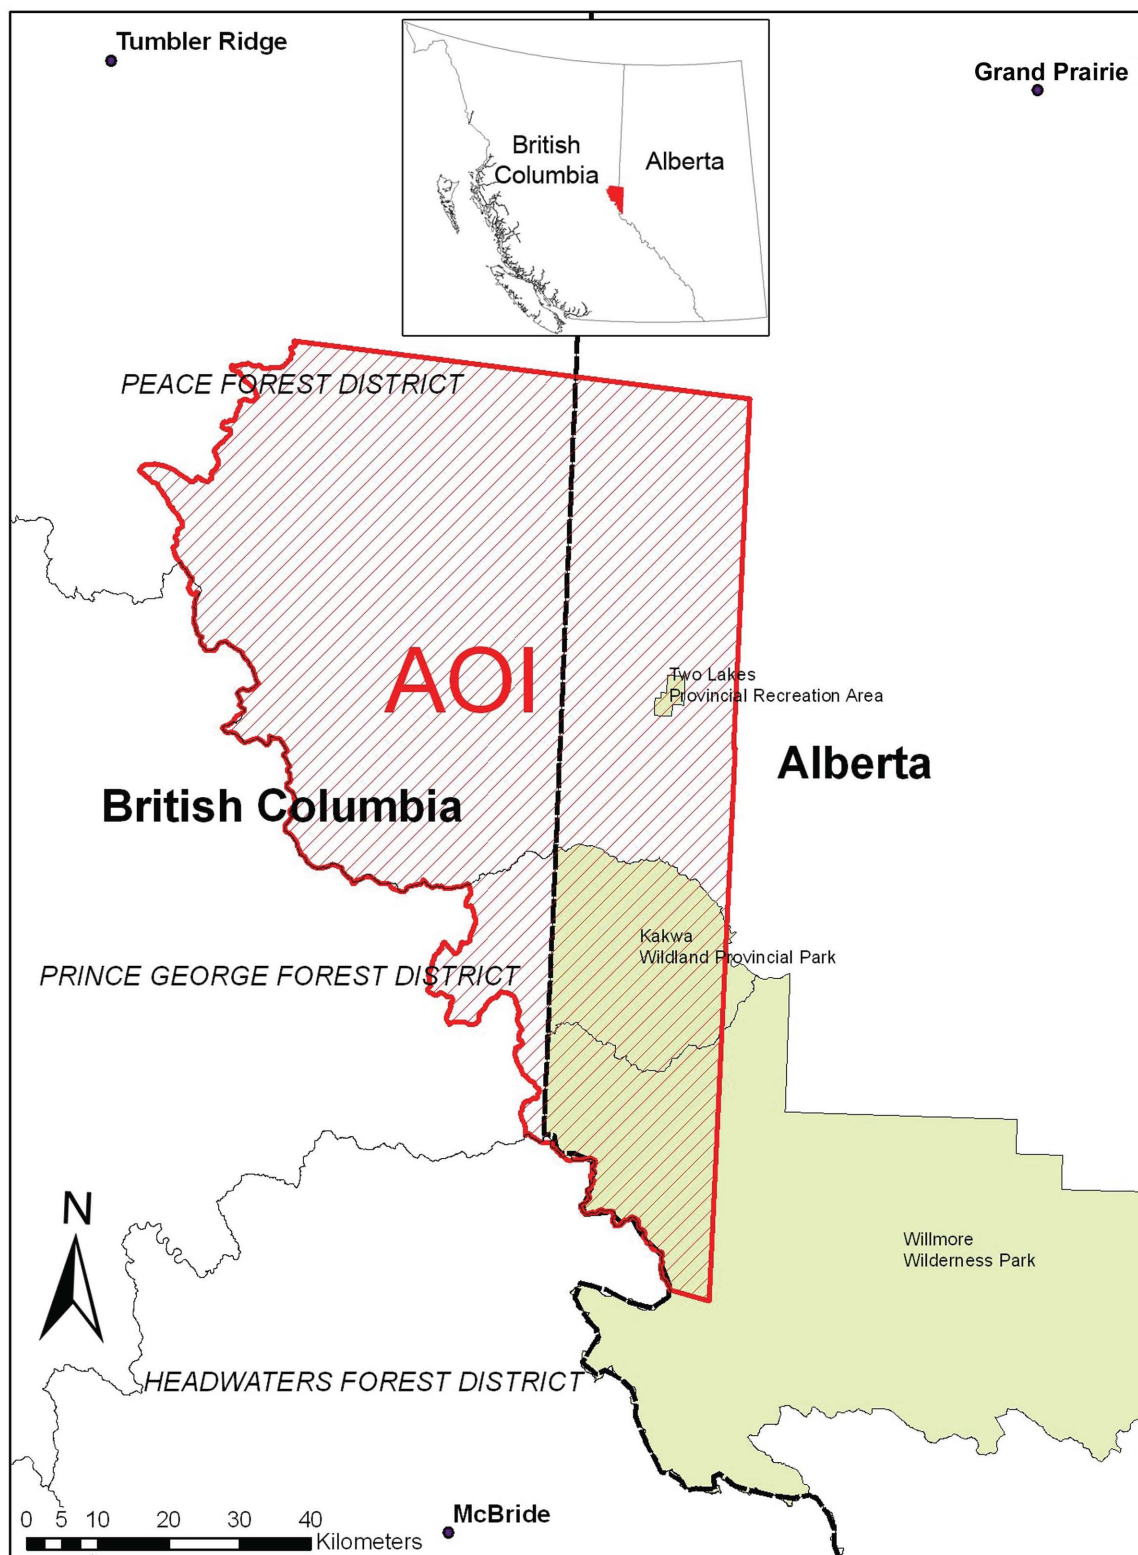 Tumbler Ridge
Grand Prairie
British
Columbia
Alberta
PEACE FOREST DISTRICT
AOI
Two Lakes
Provincial Recreation Area
Alberta
British Columbia
Kakwa
Wildland Provincial Park
PRINCE GEORGE FOREST DISTRICT
N
Willmore
Wilderness Park
HEADWATERS FOREST DISTRICT
McBride
0 5 10 20 30 40
Kilometers